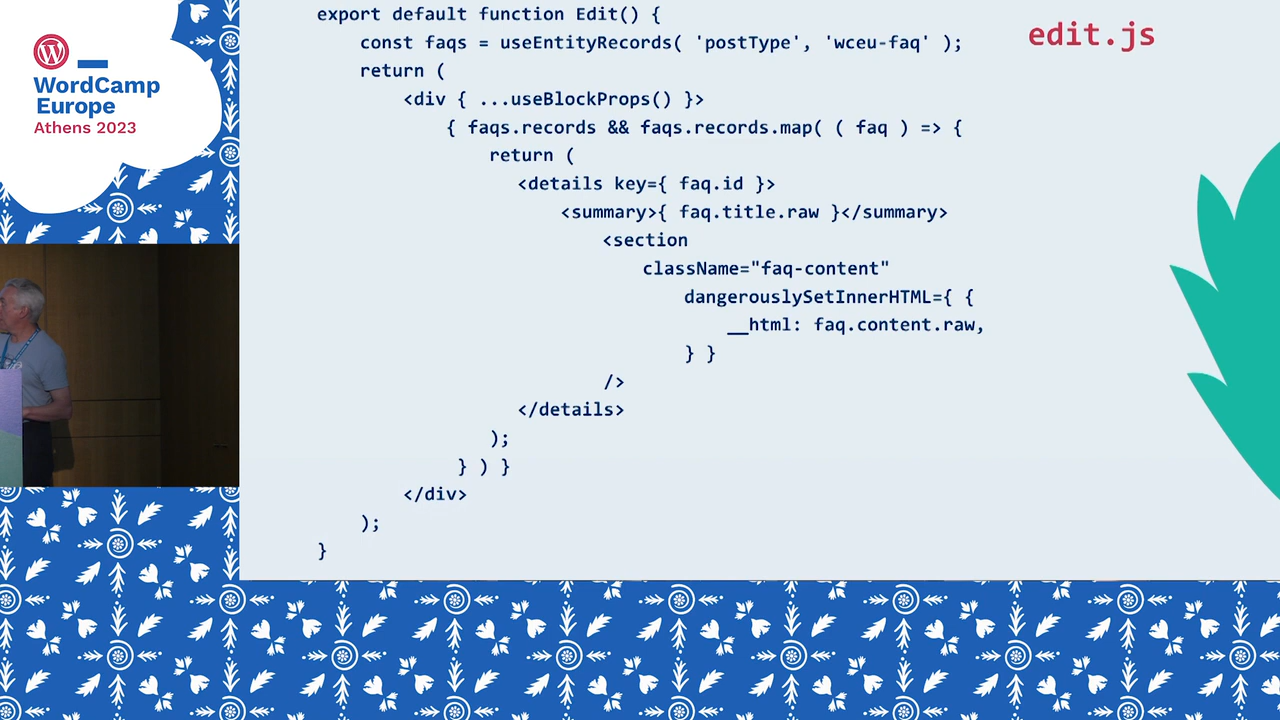 WordCamp
Europe
Athens 2023
edit.js
export default function Edit() {
const faqs = useEntityRecords( 'postType', 'wceu-faq' );
return (
<div { ...useBlockProps() }>
{ faqs.records && faqs.records.map( ( faq ) => {
return (
<details key={ faq.id }>
<summary>{ faq.title.raw }</summary>
<section
className="faq-content"
dangerouslySetInnerHTML={ {
__html: faq.content.raw,
} }
/>
</details>
);
} ) }
</div>
);
}